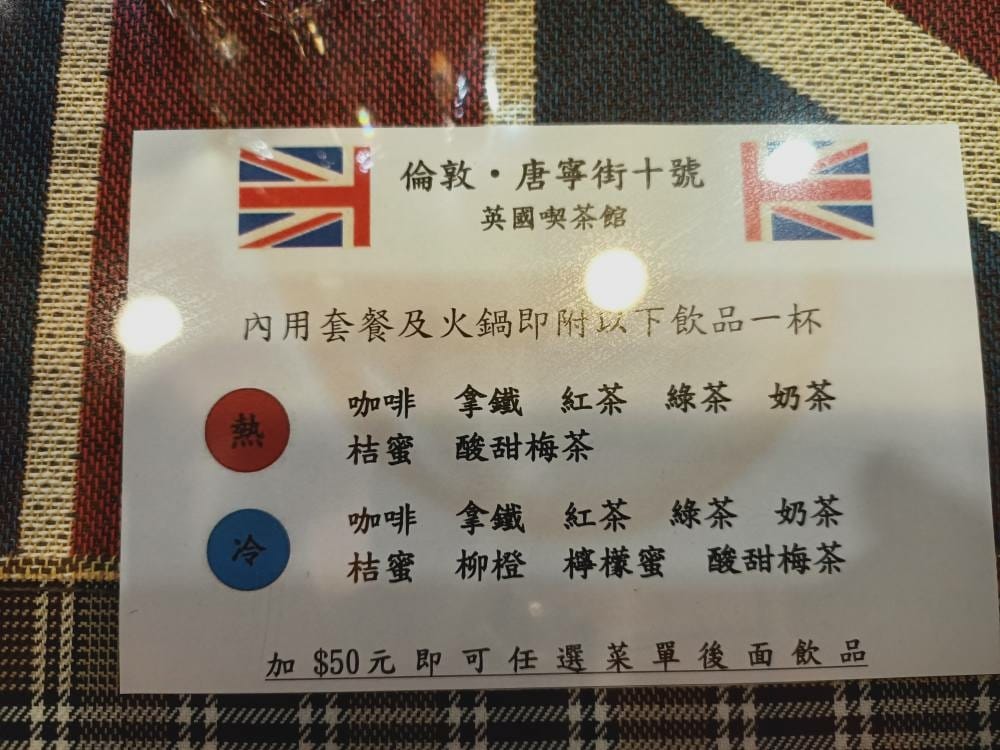 倫敦・唐寧街十號
英國喫茶館
內用套餐及火鍋即附以下飲品一杯
熱
咖啡 拿鐵 紅茶 綠茶 奶茶
桔蜜 酸甜梅茶
冷
咖啡 拿鐵 紅茶 綠茶 奶茶
桔蜜 柳橙 檸檬蜜 酸甜梅茶
加 $50元 即可任選菜單後面飲品